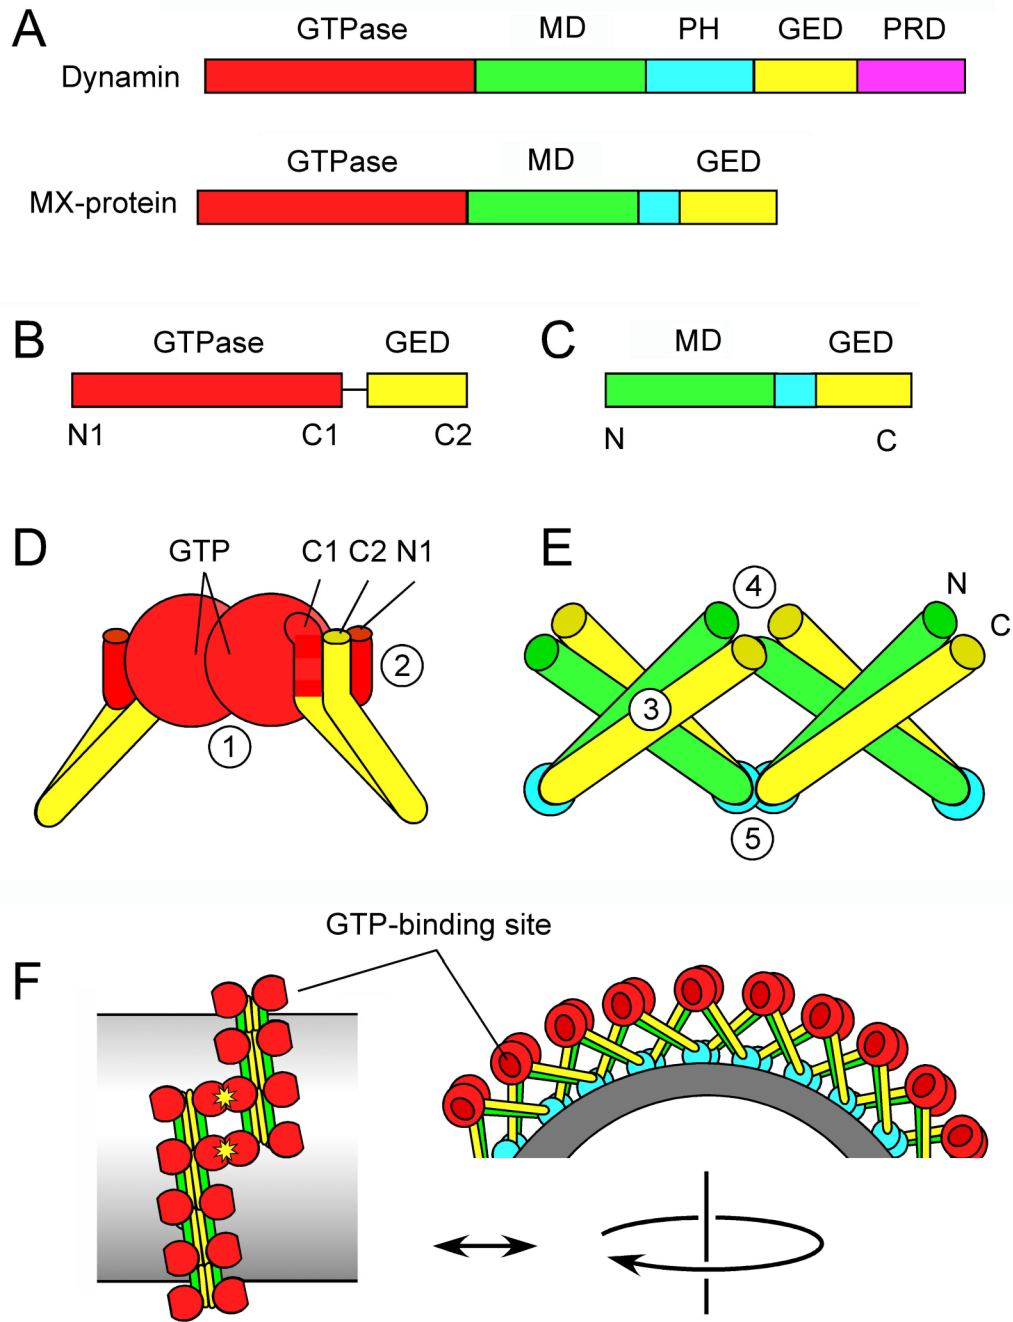 A
GTPase MD PH GED PRD
Dynamin
GTPase MD GED
MX-protein
B
GTPase GED
N1 C1 C2
C
MD GED
N C
D
GTP C1 C2 N1
2
1
E
4
N
C
3
5
GTP-binding site
F